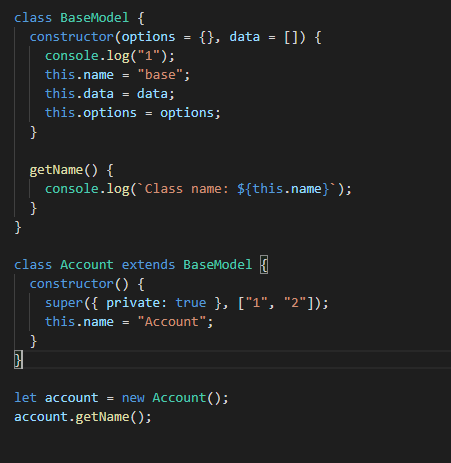 class BaseModel {
  constructor(options = {}, data = []) {
    console.log("1");
    this.name = "base";
    this.data = data;
    this.options = options;
  }

  getName() {
    console.log(`Class name: ${this.name}`);
  }
}

class Account extends BaseModel {
  constructor() {
    super({ private: true }, ["1", "2"]);
    this.name = "Account";
  }
}

let account = new Account();
account.getName();